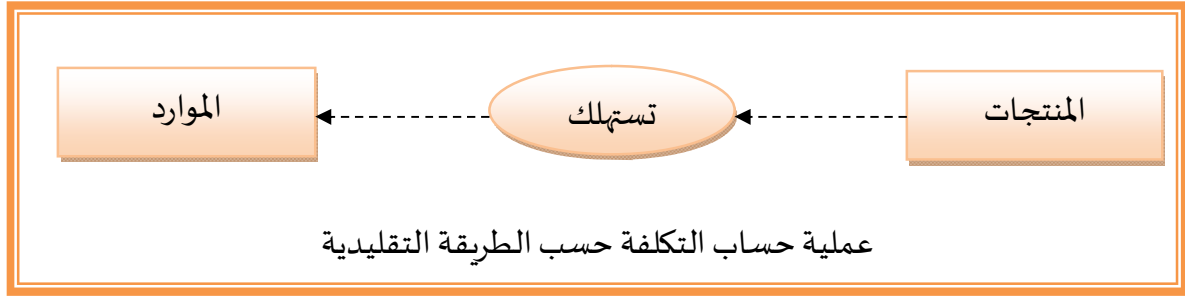 المنتجات
تستهلك
الموارد
عملية حساب التكلفة حسب الطريقة التقليدية